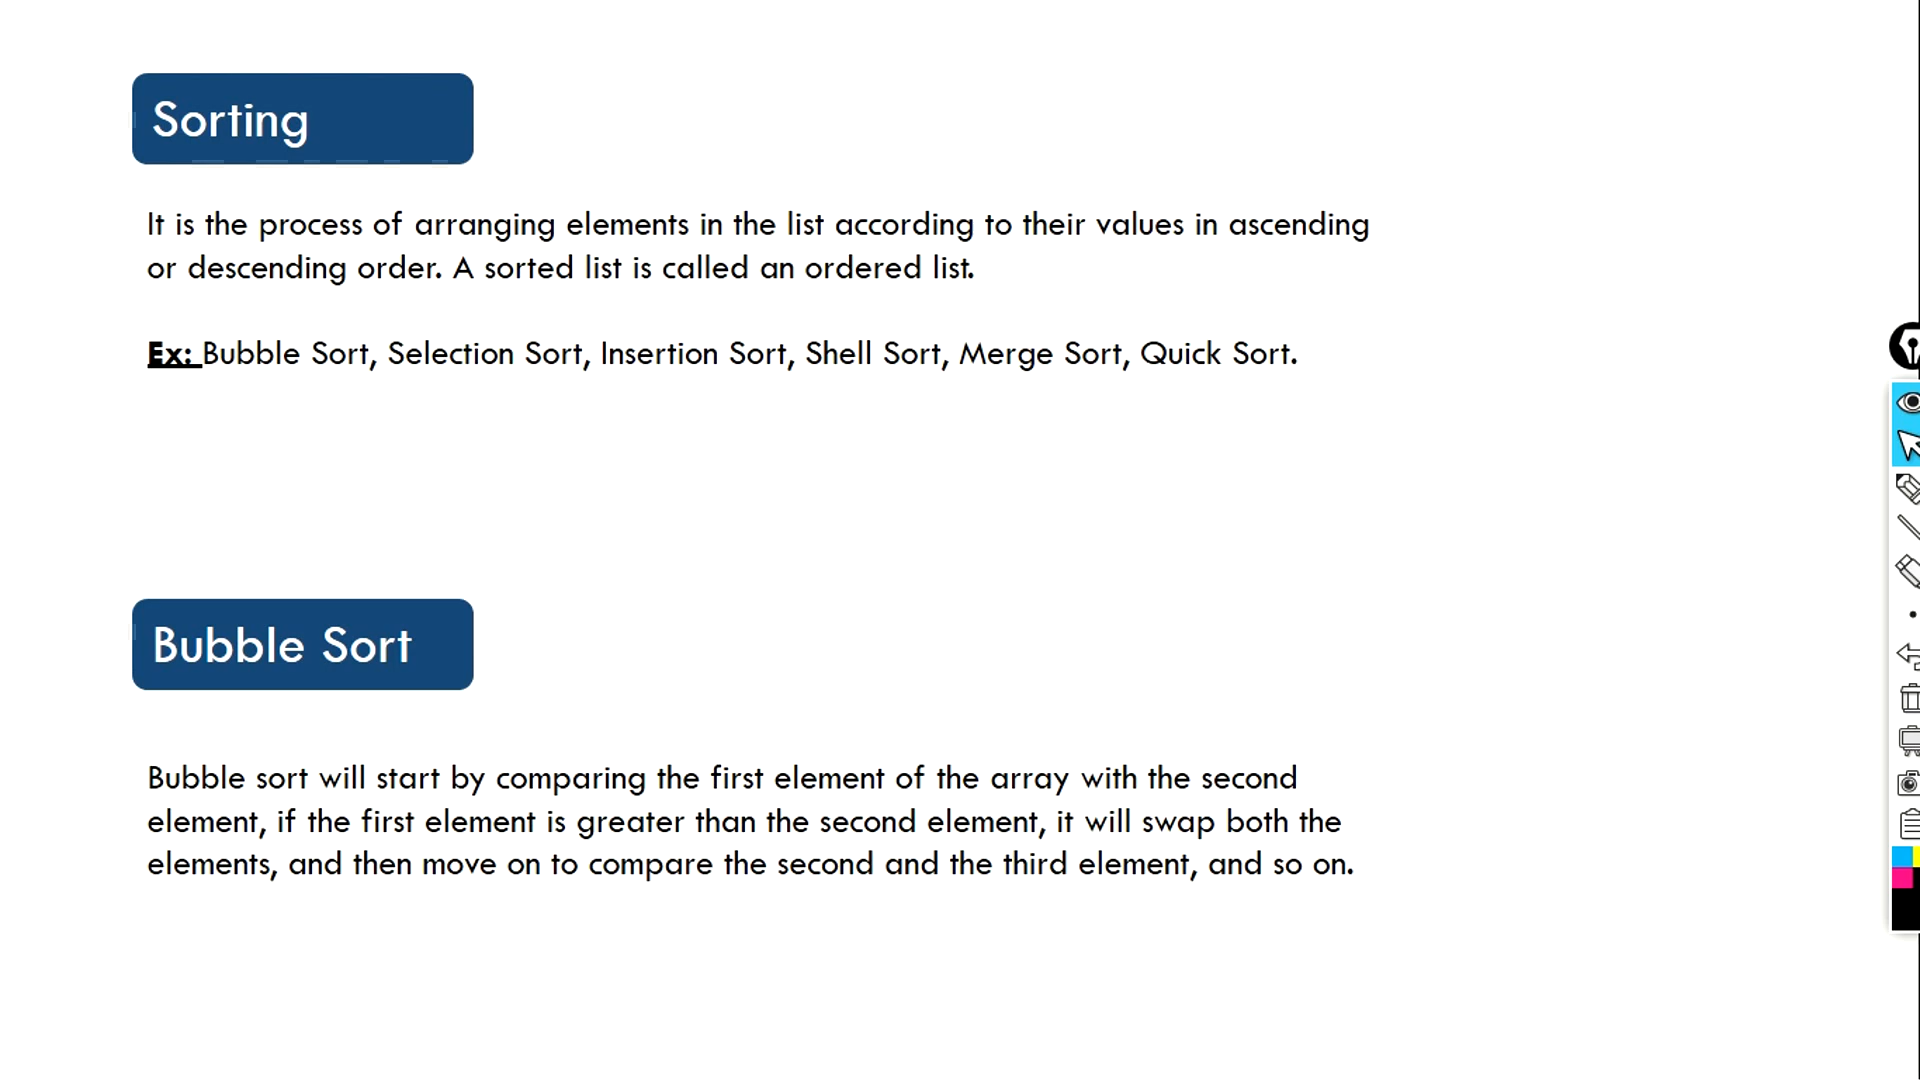 Sorting
It is the process of arranging elements in the list according to their values in ascending
or descending order. A sorted list is called an ordered list.
Ex: Bubble Sort, Selection Sort, Insertion Sort, Shell Sort, Merge Sort, Quick Sort.
Bubble Sort
Bubble sort will start by comparing the first element of the array with the second
element, if the first element is greater than the second element, it will swap both the
elements, and then move on to compare the second and the third element, and so on.